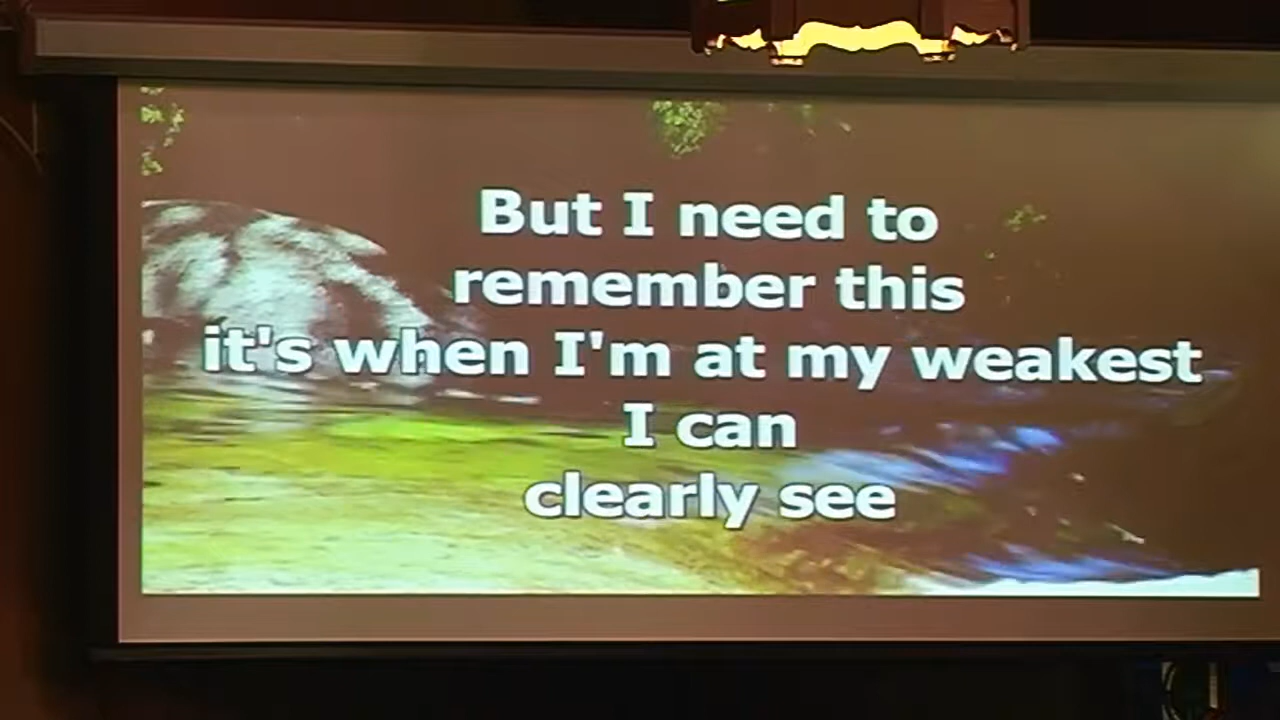 But I need to
remember this
it's when I'm at my weakest
I can
clearly see